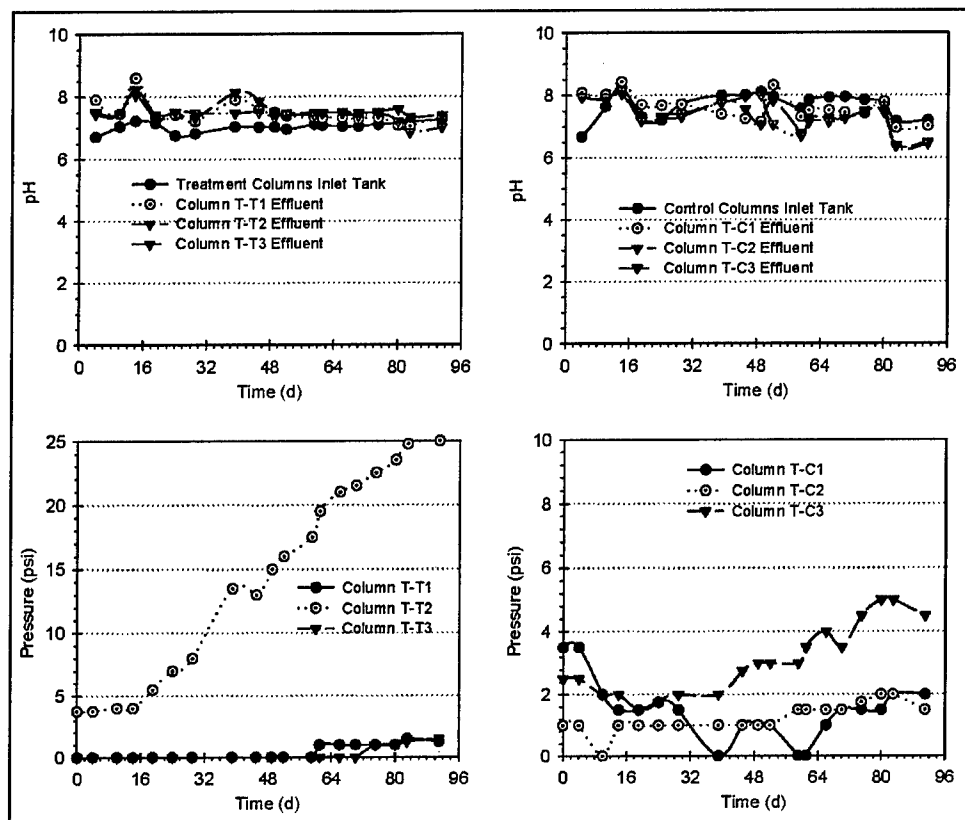 10
8
6
4
2
0
pH
Treatment Columns Inlet Tank
Column T-T1 Effluent
Column T-T2 Effluent
Column T-T3 Effluent
0 16 32 48 64 80 96
Time (d)
10
8
6
4
2
0
pH
Control Columns Inlet Tank
Column T-C1 Effluent
Column T-C2 Effluent
Column T-C3 Effluent
0 16 32 48 64 80 96
Time (d)
25
20
15
10
5
0
Pressure (psi)
Column T-T1
Column T-T2
Column T-T3
0 16 32 48 64 80 96
Time (d)
10
8
6
4
2
0
Pressure (psi)
Column T-C1
Column T-C2
Column T-C3
0 16 32 48 64 80 96
Time (d)